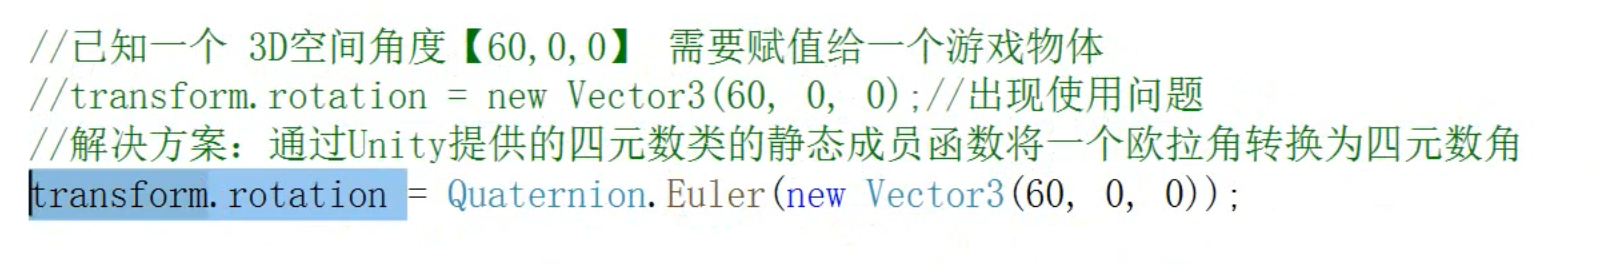 //已知一个 3D空间角度【60,0,0】 需要赋值给一个游戏物体
//transform.rotation = new Vector3(60, 0, 0);//出现使用问题
//解决方案：通过Unity提供的四元数类的静态成员函数将一个欧拉角转换为四元数角
transform.rotation = Quaternion.Euler(new Vector3(60, 0, 0));